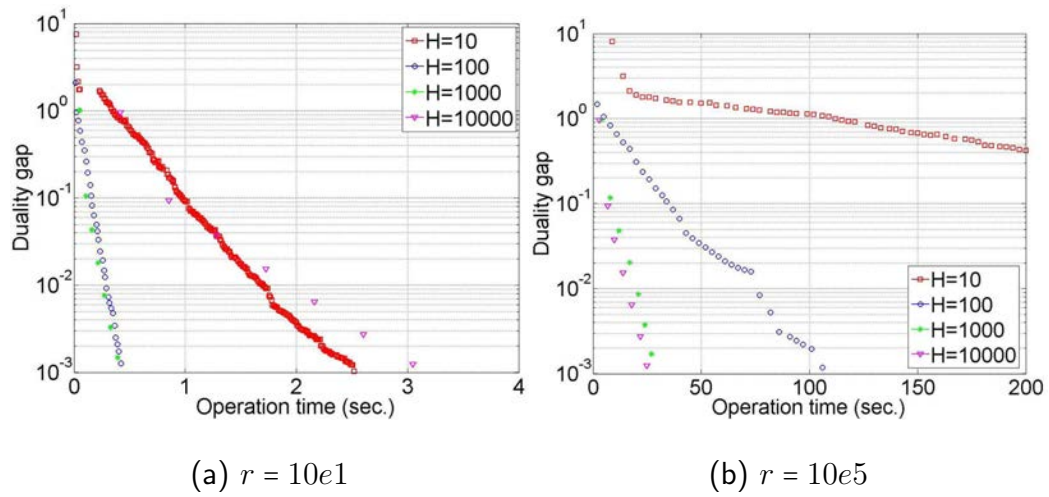 10^1
10^0
10^-1
10^-2
10^-3
Duality gap
0 1 2 3 4
Operation time (sec.)
H=10
H=100
H=1000
H=10000
(a) r = 10e1
10^1
10^0
10^-1
10^-2
10^-3
Duality gap
0 50 100 150 200
Operation time (sec.)
H=10
H=100
H=1000
H=10000
(b) r = 10e5